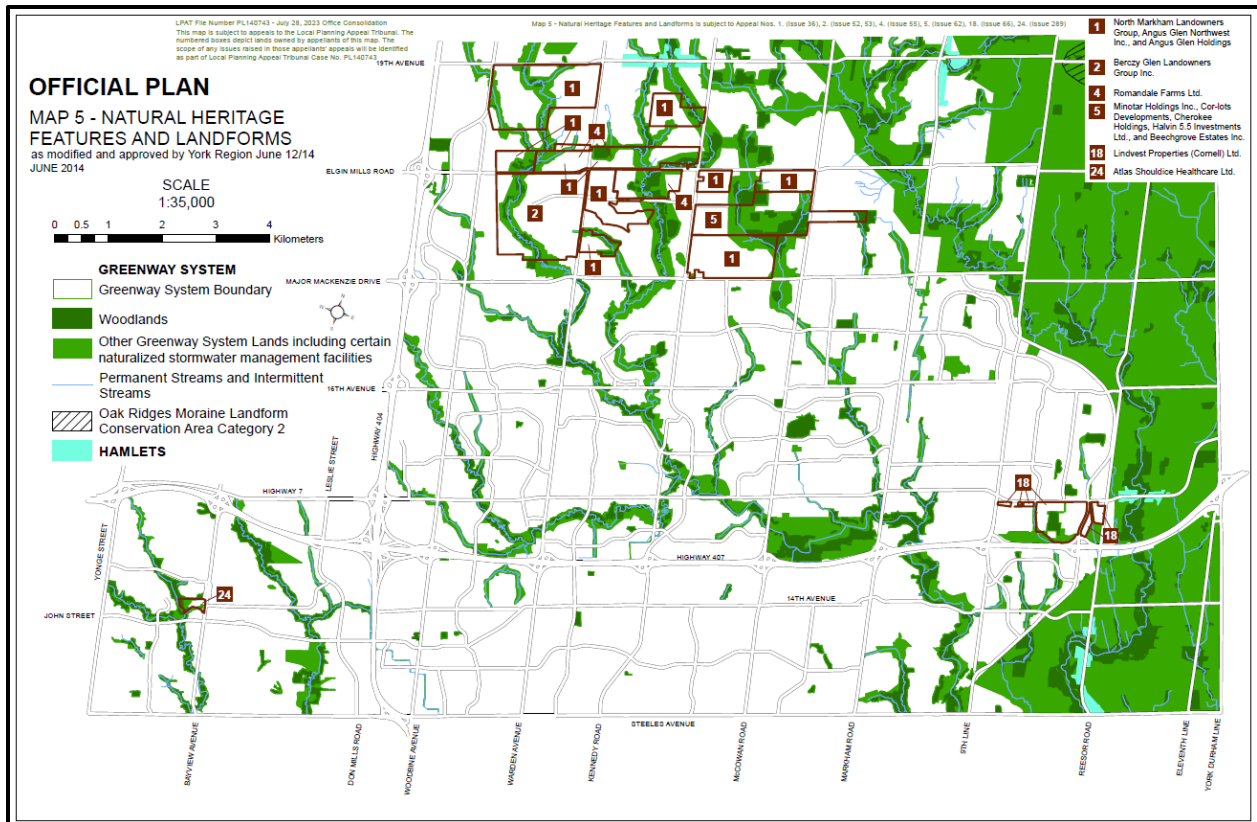 LPAT File Number PL140743 - July 28, 2023 Office Consolidation
This map is subject to appeals to the Local Planning Appeal Tribunal. The
numbered boxes depict lands owned by appellants of this map. The
scope of any issues raised in those appellants' appeals will be identified
as part of Local Planning Appeal Tribunal Case No. PL140743
Map 5 - Natural Heritage Features and Landforms is subject to Appeal Nos. 1. (Issue 36), 2. (Issue 52, 53), 4. (Issue 55), 5. (Issue 62), 18. (Issue 66), 24. (Issue 289)
1 North Markham Landowners
Group, Angus Glen Northwest
Inc., and Angus Glen Holdings
2 Berczy Glen Landowners
Group Inc.
4 Romandale Farms Ltd.
5 Minotar Holdings Inc., Cor-lots
Developments, Cherokee
Holdings, Halvin 5.5 Investments
Ltd., and Beechgrove Estates Inc.
18 Lindvest Properties (Cornell) Ltd.
24 Atlas Shouldice Healthcare Ltd.
OFFICIAL PLAN
MAP 5 - NATURAL HERITAGE
FEATURES AND LANDFORMS
as modified and approved by York Region June 12/14
JUNE 2014
SCALE
1:35,000
0 0.5 1 2 3 4
Kilometers
GREENWAY SYSTEM
Greenway System Boundary
Woodlands
Other Greenway System Lands including certain
naturalized stormwater management facilities
Permanent Streams and Intermittent
Streams
Oak Ridges Moraine Landform
Conservation Area Category 2
HAMLETS
19TH AVENUE
1
1
1
4
ELGIN MILLS ROAD
1
1
1
1
4
2
5
1
1
MAJOR MACKENZIE DRIVE
16TH AVENUE
HIGHWAY 404
LESLIE STREET
HIGHWAY 7
18
18
YONGE STREET
HIGHWAY 407
24
14TH AVENUE
JOHN STREET
STEELES AVENUE
BAYVIEW AVENUE
DON MILLS ROAD
WOODBINE AVENUE
WARDEN AVENUE
KENNEDY ROAD
McCOWAN ROAD
MARKHAM ROAD
9TH LINE
REESOR ROAD
ELEVENTH LINE
YORK DURHAM LINE